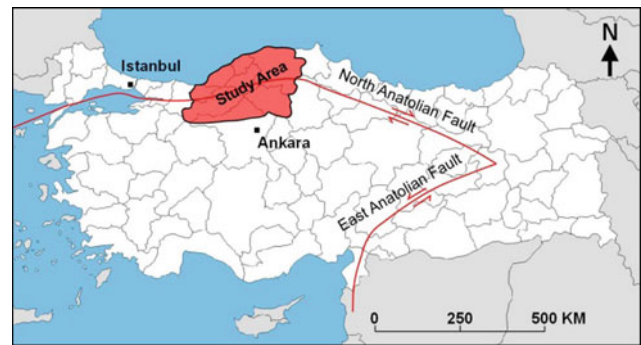 Istanbul
Study Area
N
North Anatolian Fault
Ankara
East Anatolian Fault
0 250 500 KM